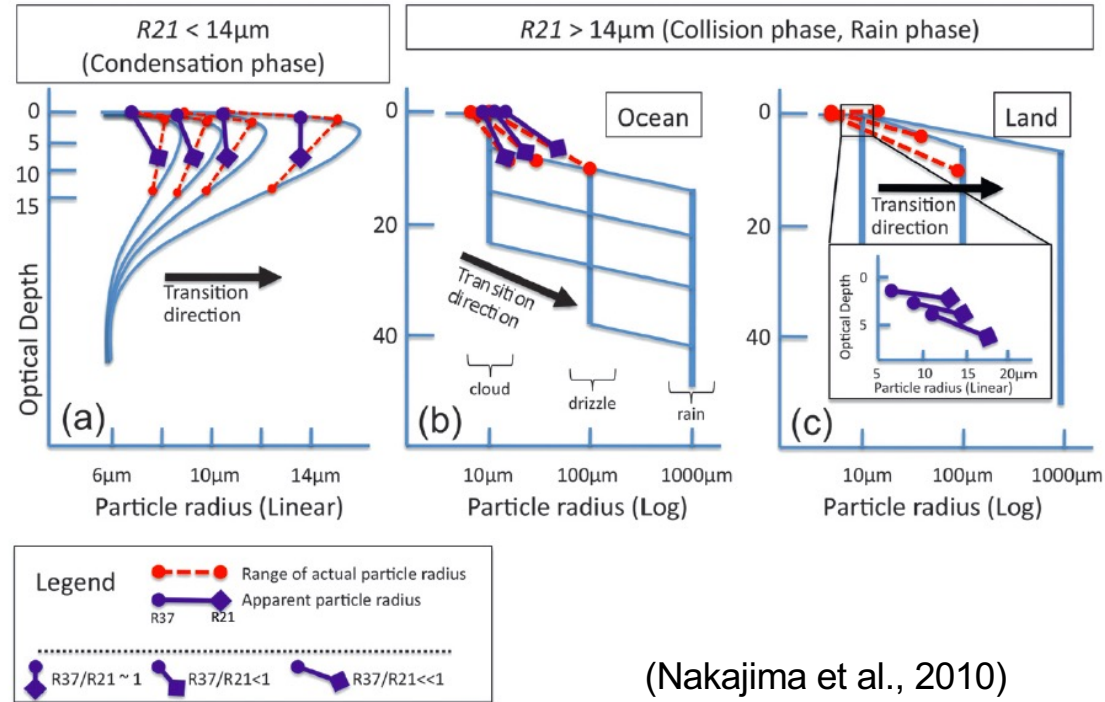 R21 < 14μm
(Condensation phase)
R21 > 14μm (Collision phase, Rain phase)
0
5
10
15
Optical Depth
Transition
direction
(a)
6μm
10μm
14μm
Particle radius (Linear)
0
20
40
Ocean
Transition
direction
cloud
drizzle
rain
(b)
10μm
100μm
1000μm
Particle radius (Log)
0
20
40
Land
Transition
direction
Optical Depth
0
5
5
10
15
20μm
Particle radius (Linear)
(c)
10μm
100μm
1000μm
Particle radius (Log)
Legend
Range of actual particle radius
Apparent particle radius
R37
R21
R37/R21 ~ 1
R37/R21<1
R37/R21<<1
(Nakajima et al., 2010)